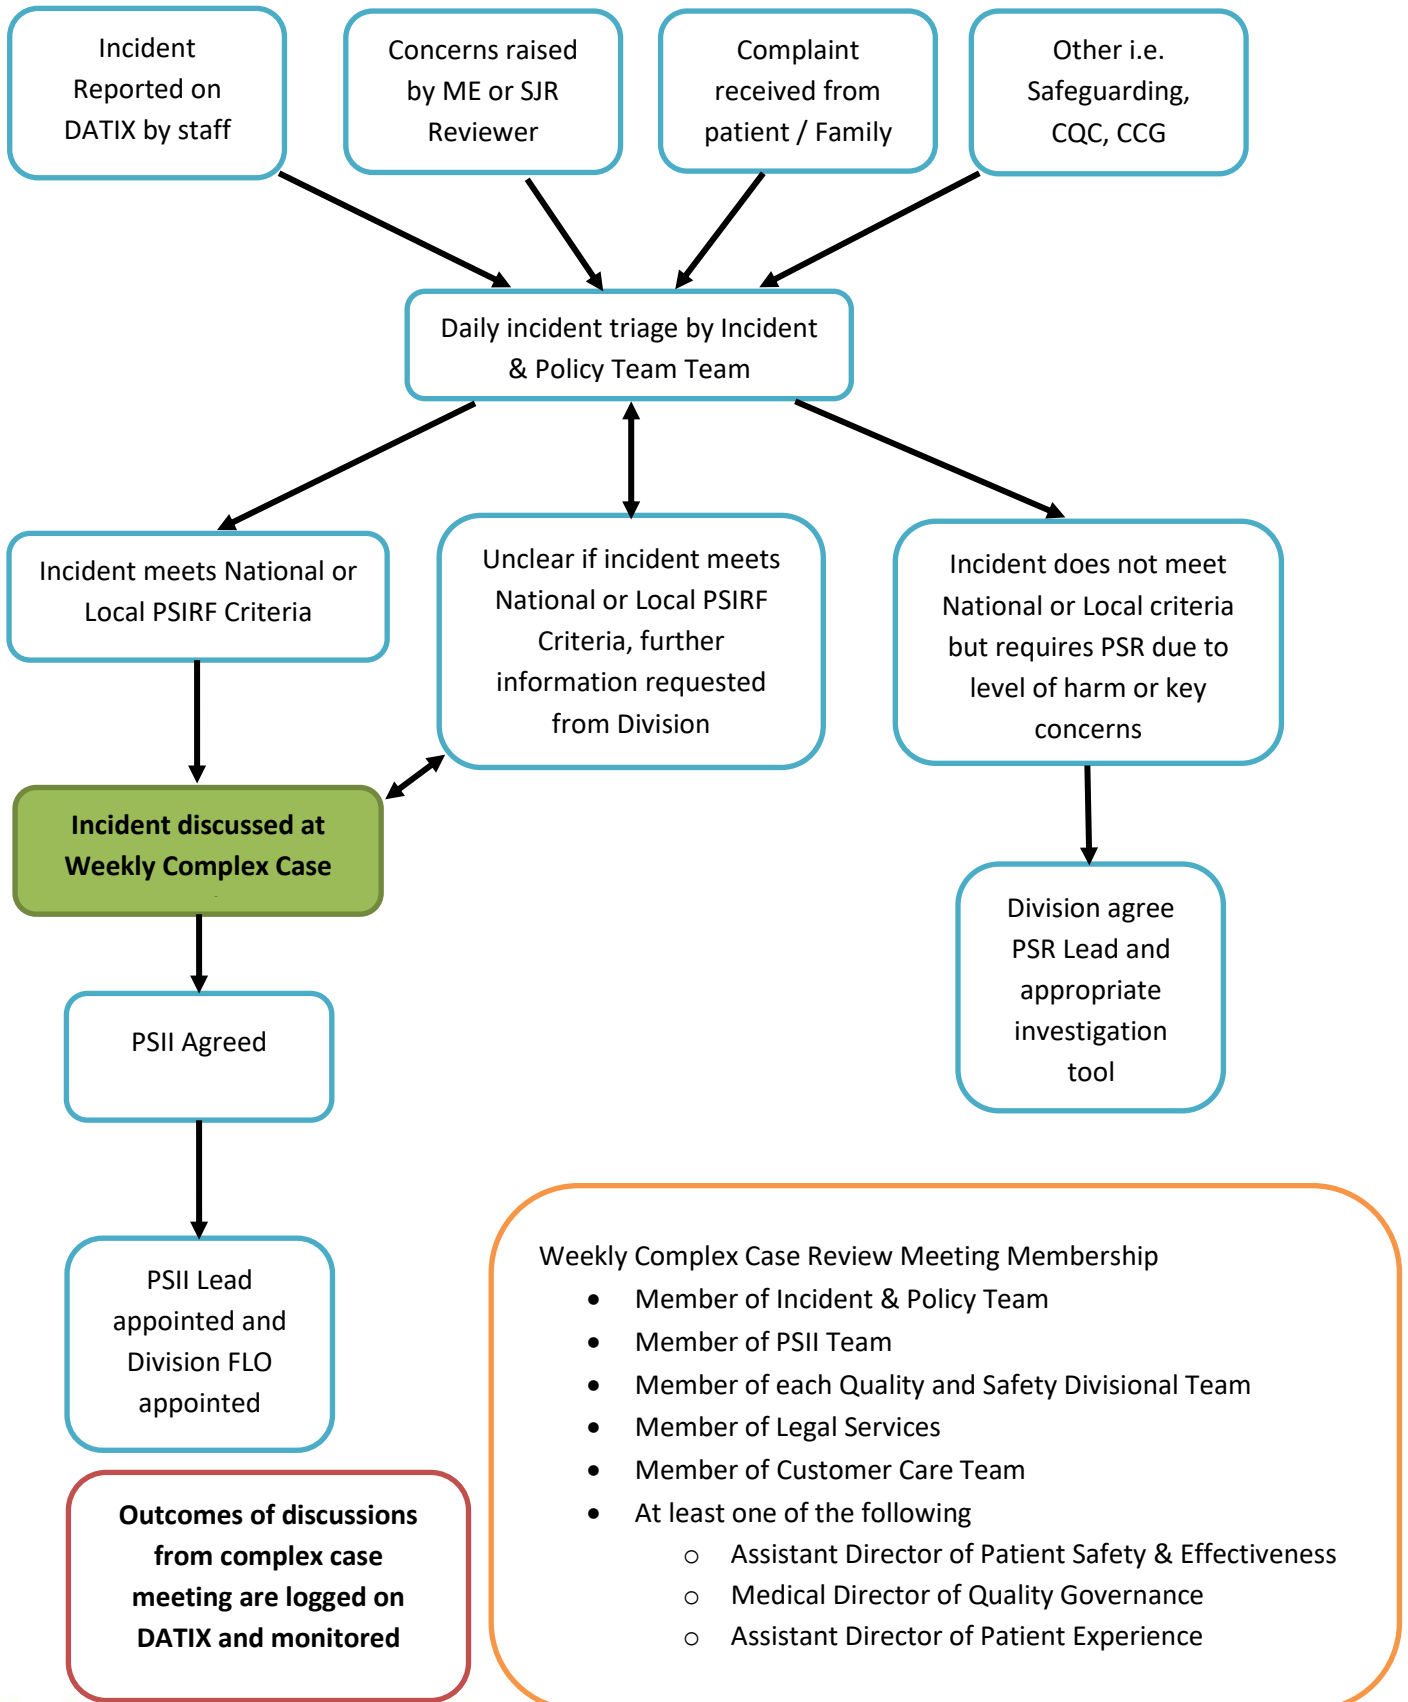 Incident
Reported on
DATIX by staff
Concerns raised
by ME or SJR
Reviewer
Complaint
received from
patient / Family
Other i.e.
Safeguarding,
CQC, CCG
Daily incident triage by Incident
& Policy Team Team
Incident meets National or
Local PSIRF Criteria
Unclear if incident meets
National or Local PSIRF
Criteria, further
information requested
from Division
Incident does not meet
National or Local criteria
but requires PSR due to
level of harm or key
concerns
Incident discussed at
Weekly Complex Case
Division agree
PSR Lead and
appropriate
investigation
tool
PSII Agreed
PSII Lead
appointed and
Division FLO
appointed
Outcomes of discussions
from complex case
meeting are logged on
DATIX and monitored
Weekly Complex Case Review Meeting Membership
• Member of Incident & Policy Team
• Member of PSII Team
• Member of each Quality and Safety Divisional Team
• Member of Legal Services
• Member of Customer Care Team
• At least one of the following
o Assistant Director of Patient Safety & Effectiveness
o Medical Director of Quality Governance
o Assistant Director of Patient Experience